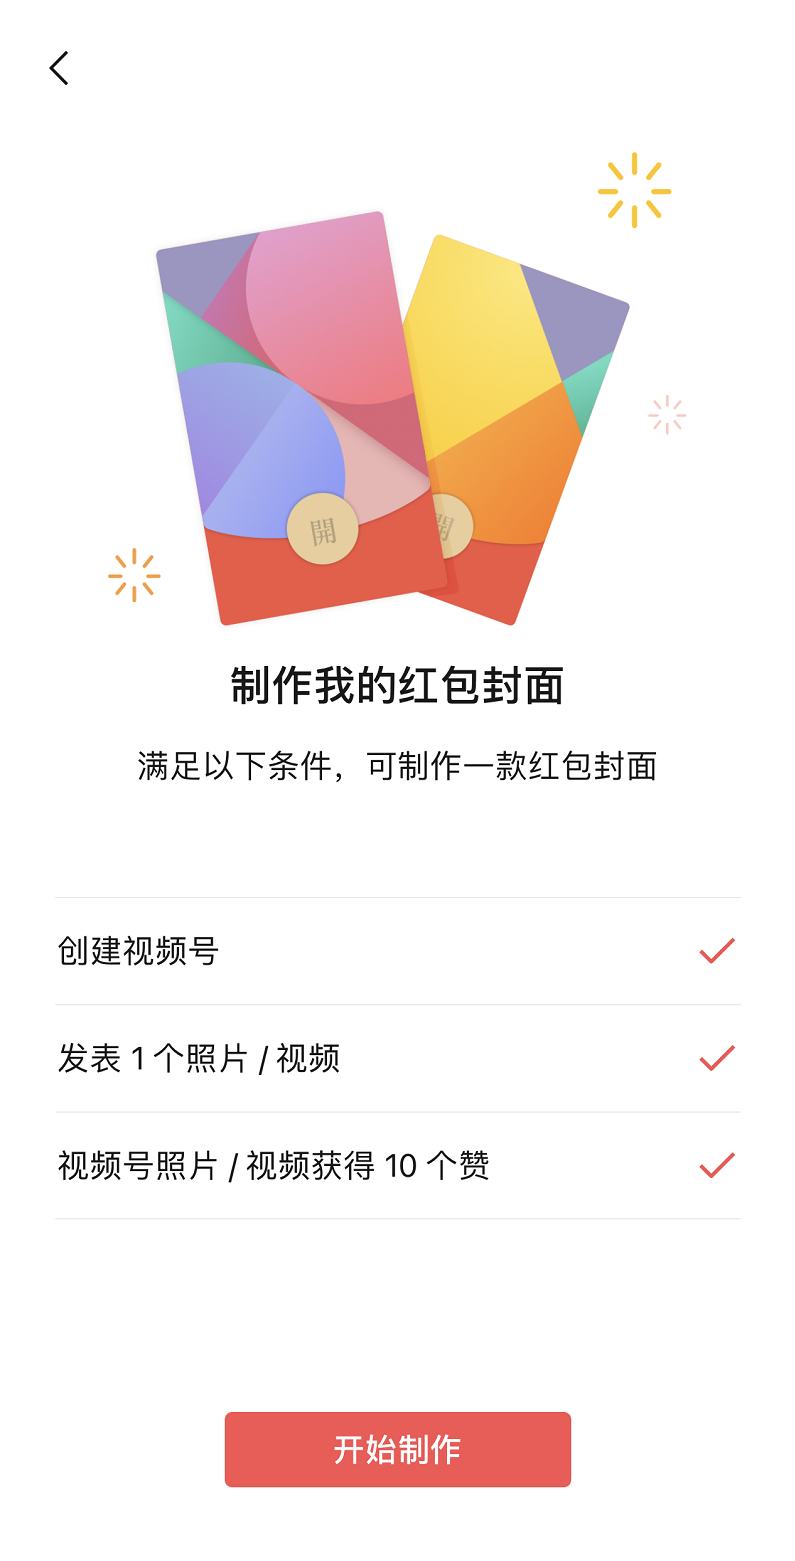 開
開
制作我的红包封面
满足以下条件，可制作一款红包封面
创建视频号
发表 1 个照片 / 视频
视频号照片 / 视频获得 10 个赞
开始制作